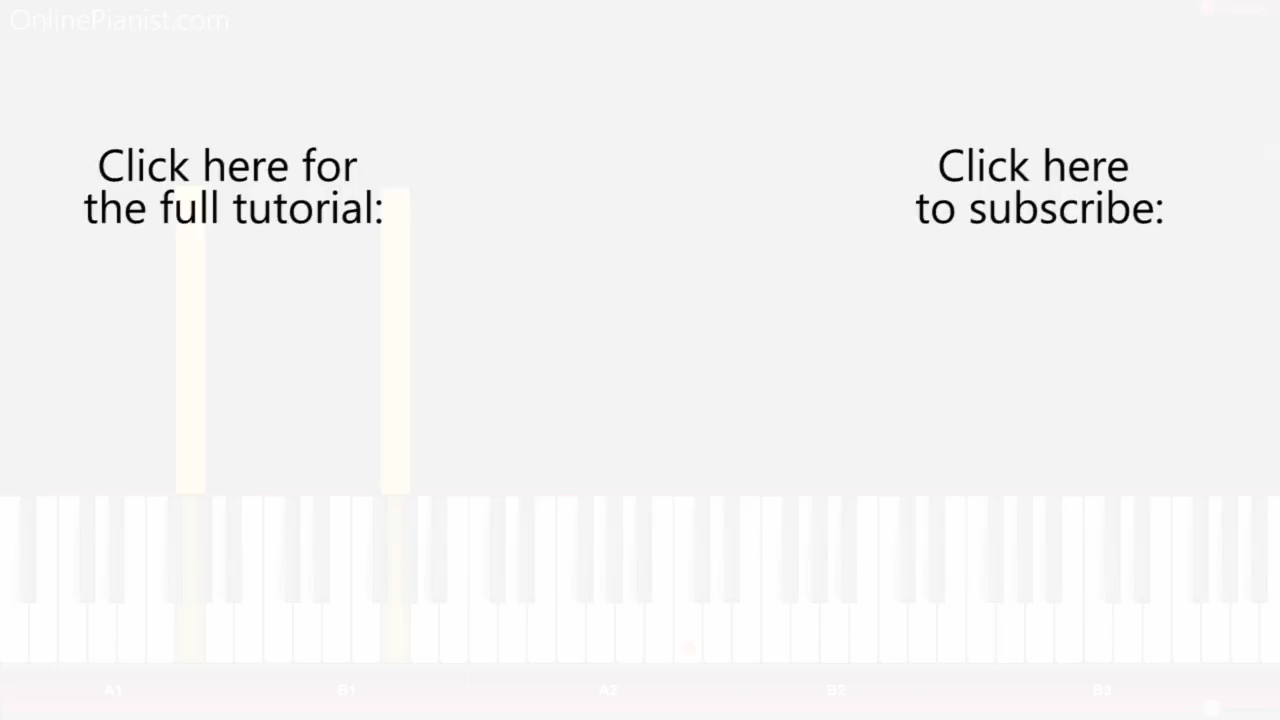 OnlinePianist.com
Click here for
the full tutorial:
Click here
to subscribe:
A1 B1 A2 B2 B3